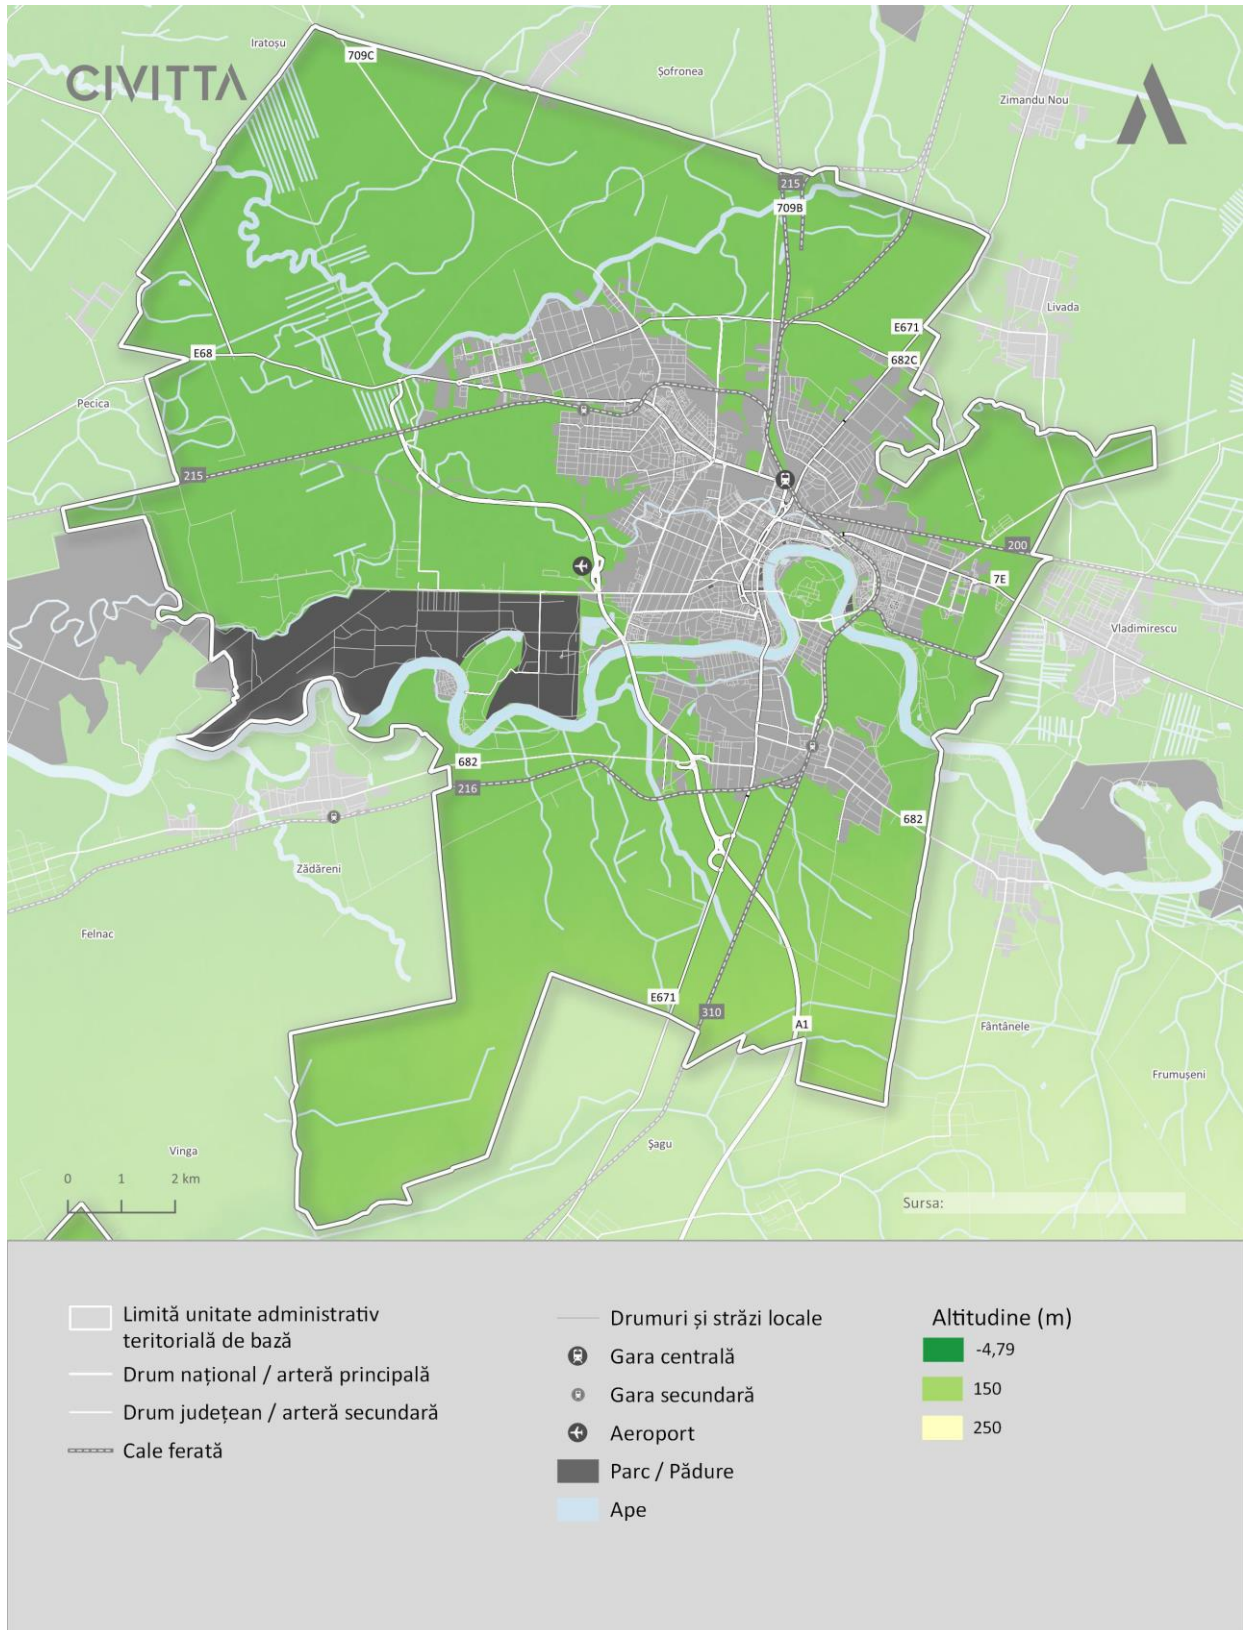 Iratoșu
709C
CIVITTA
Șofronea
Zimandu Nou
215
709B
Livada
E671
682C
E68
Pecica
215
200
7E
Vladimirescu
682
216
682
Zădăreni
Felnac
E671
310
A1
Fântânele
Frumușeni
Vinga
Șagu
0 1 2 km
Sursa:
Limită unitate administrativ
teritorială de bază
Drum național / arteră principală
Drum județean / arteră secundară
Cale ferată
Drumuri și străzi locale
Gara centrală
Gara secundară
Aeroport
Parc / Pădure
Ape
Altitudine (m)
-4,79
150
250